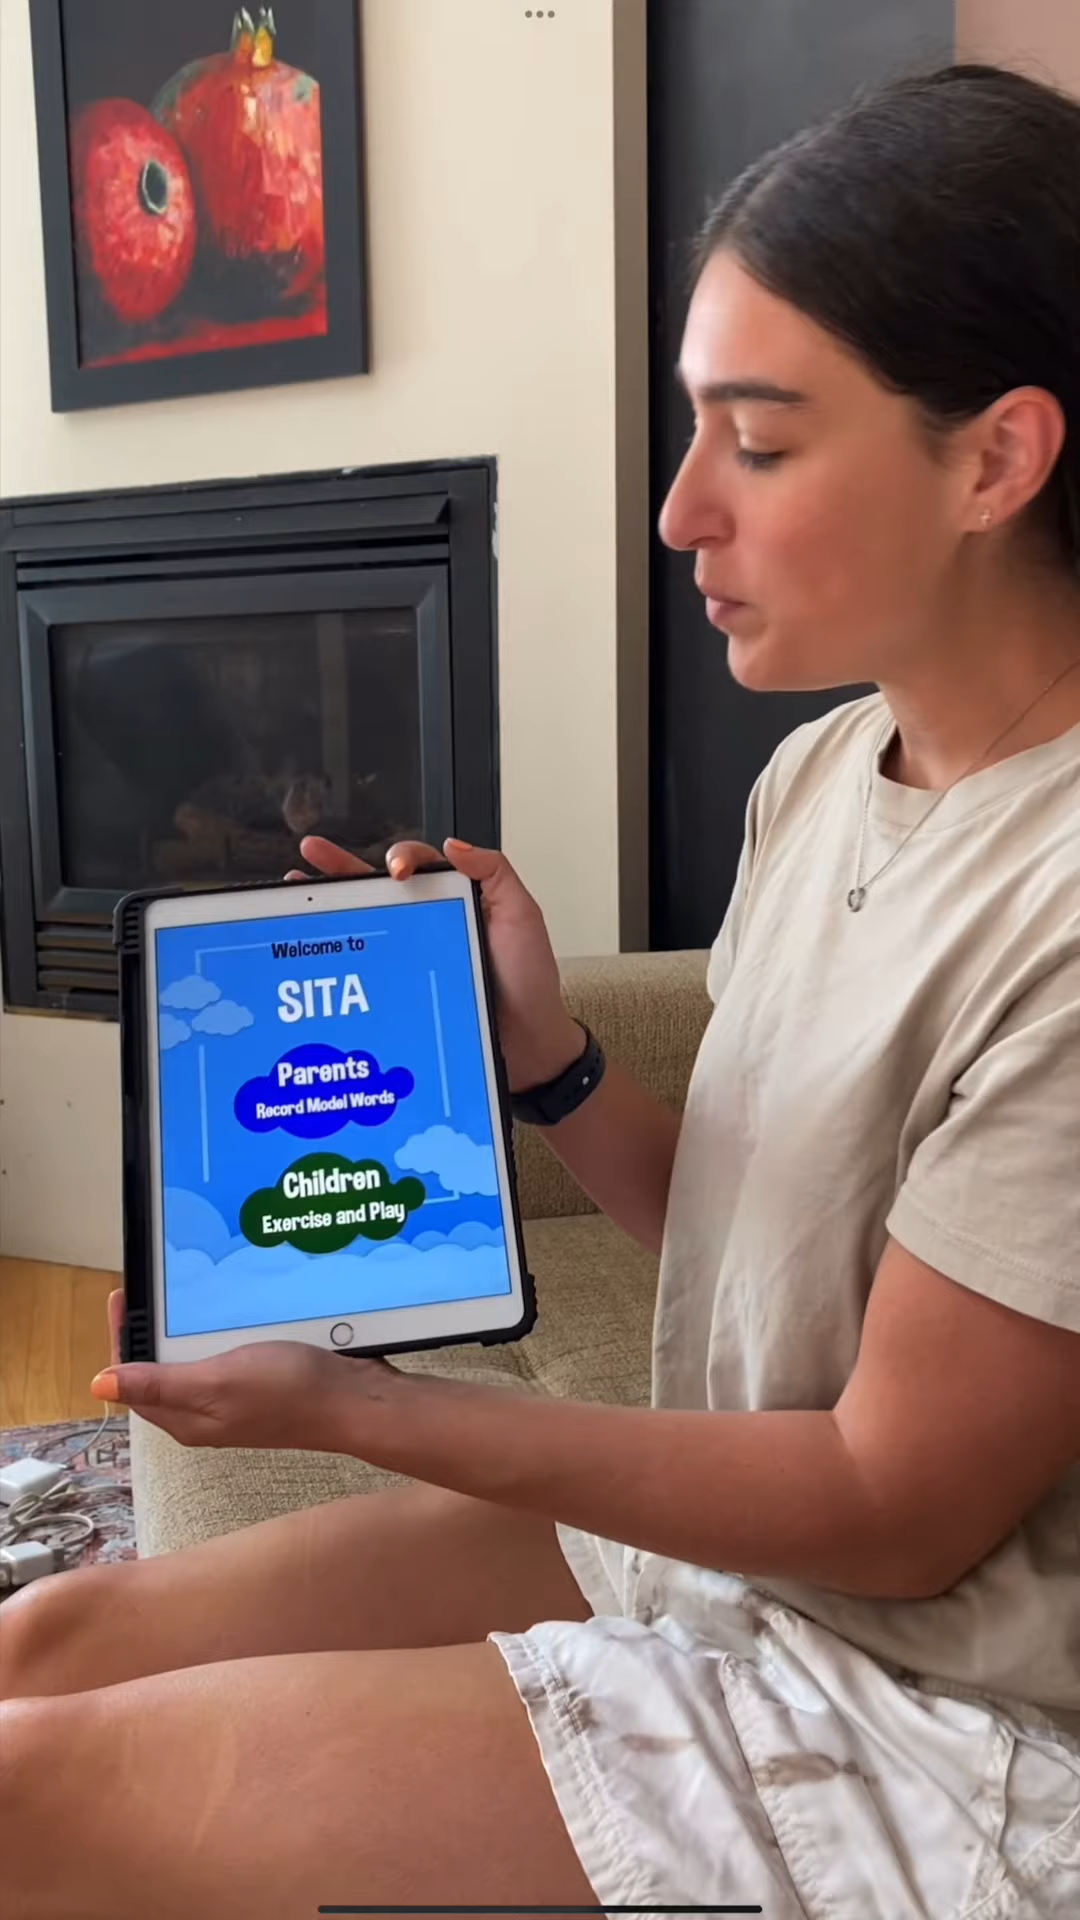 Welcome to
SITA
Parents
Record Model Words
Children
Exercise and Play